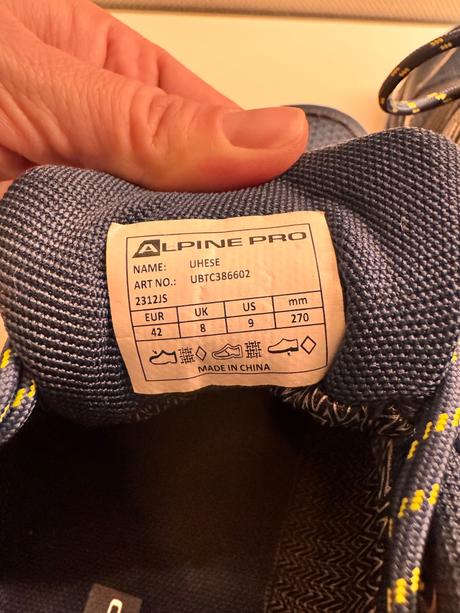 ALPINE PRO
NAME: UHESE
ART NO.: UBTC386602
2312JS
EUR UK US mm
42 8 9 270
MADE IN CHINA